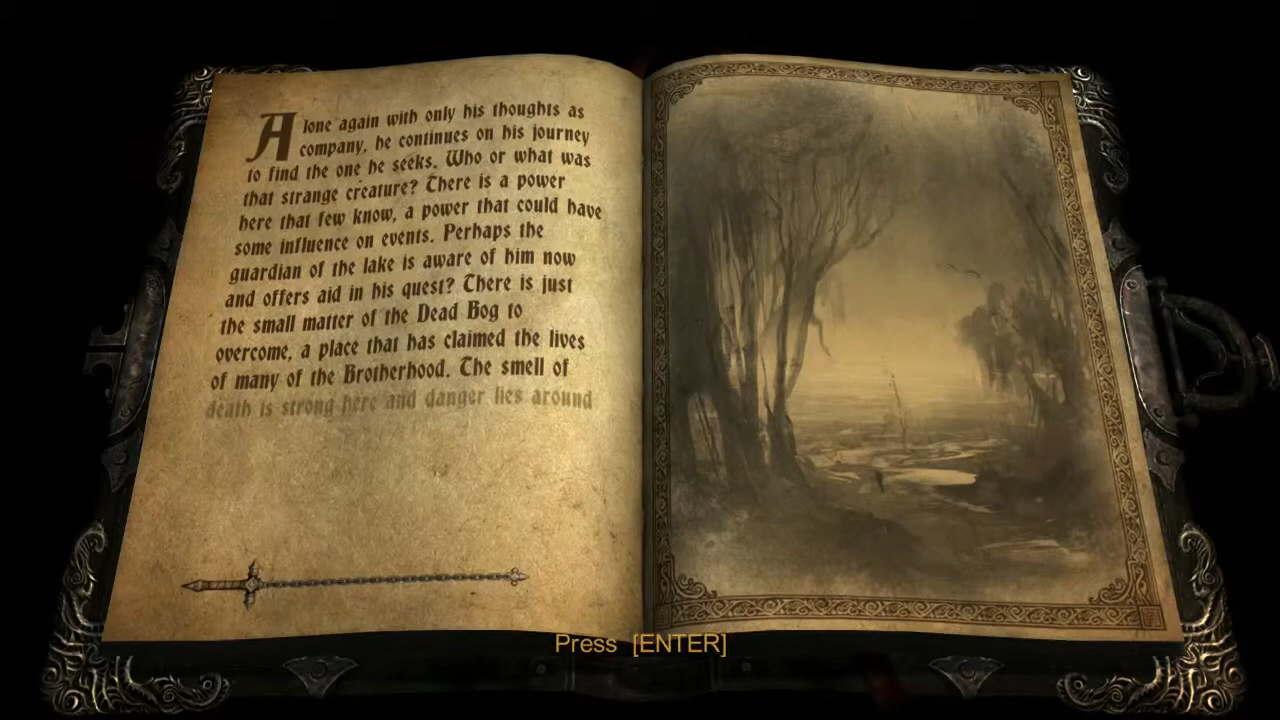 Alone again with only his thoughts as
company, he continues on his journey
to find the one he seeks. Who or what was
that strange creature? There is a power
here that few know, a power that could have
some influence on events. Perhaps the
guardian of the lake is aware of him now
and offers aid in his quest? There is just
the small matter of the Dead Bog to
overcome, a place that has claimed the lives
of many of the Brotherhood. The smell of
death is strong here and danger lies around
Press [ENTER]